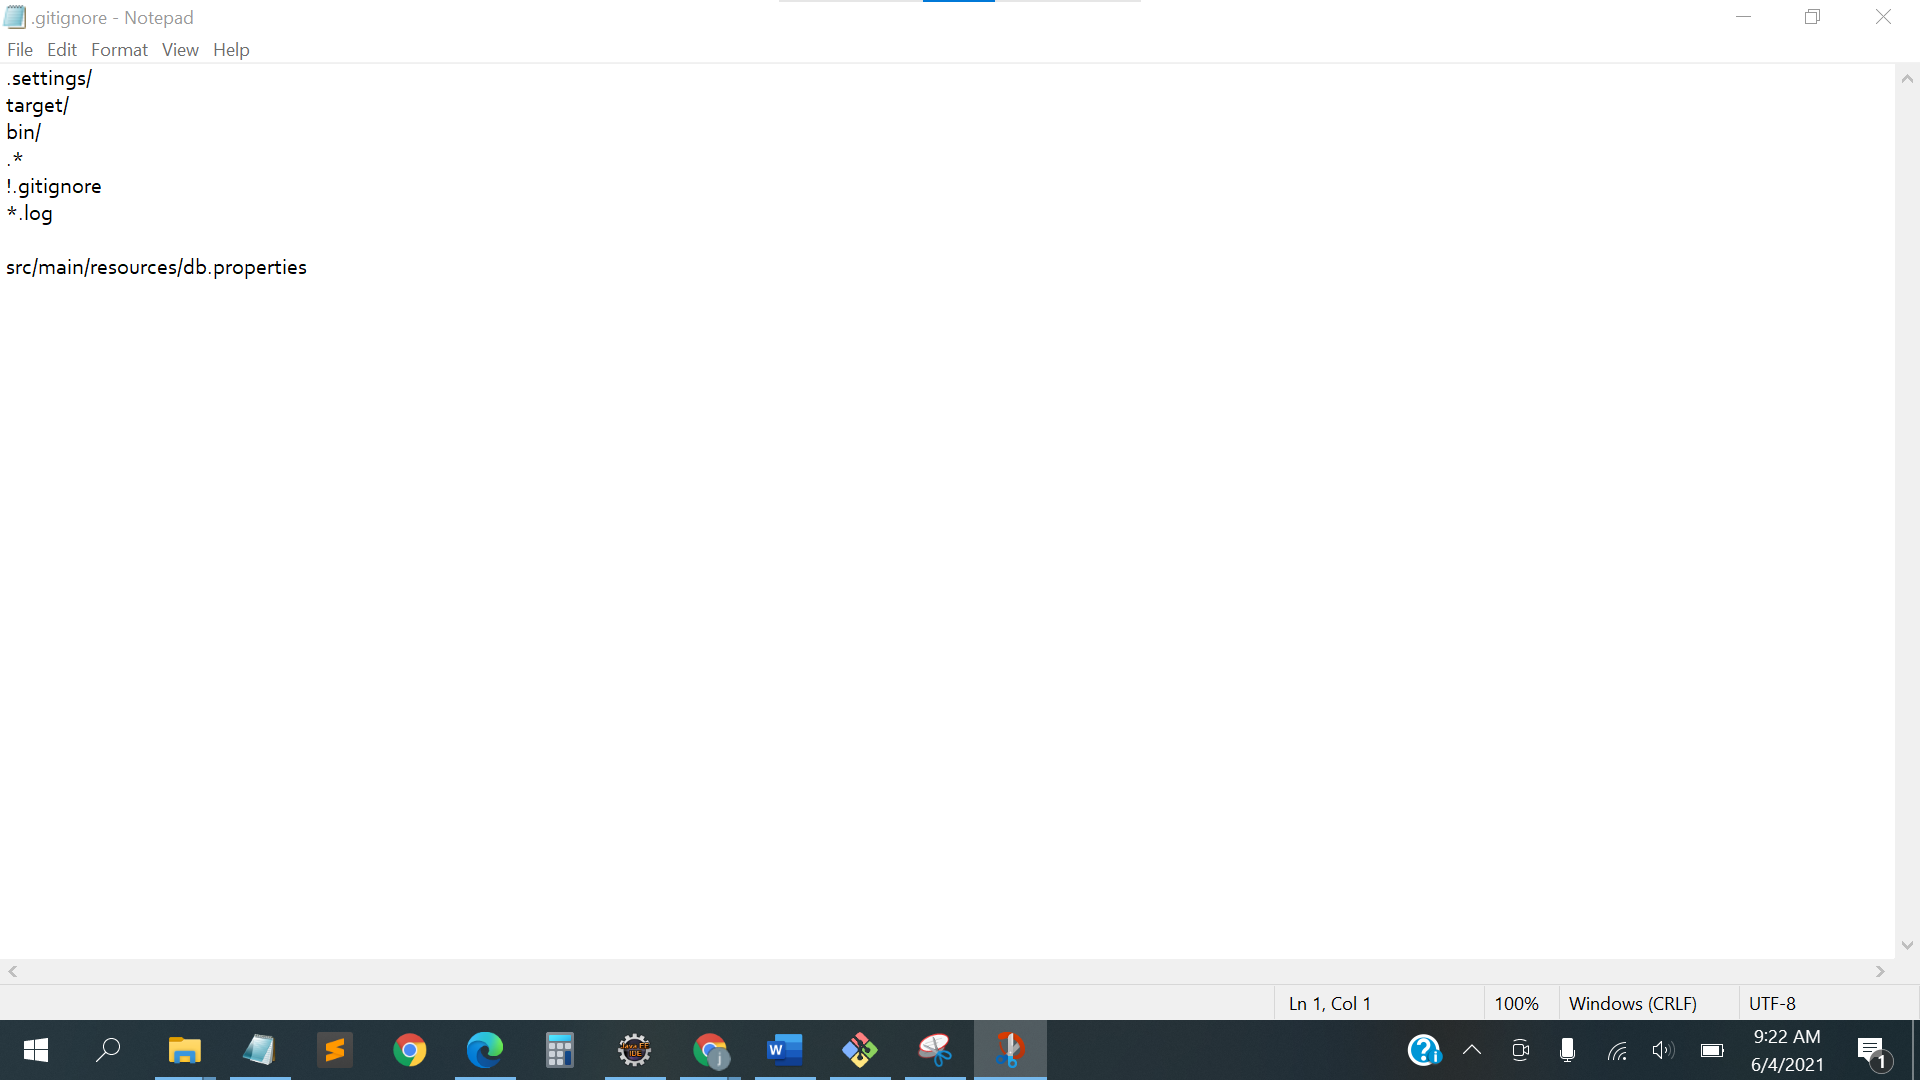 .gitignore - Notepad
File Edit Format View Help
.settings/
target/
bin/
.*
!.gitignore
*.log
src/main/resources/db.properties
Ln 1, Col 1 100% Windows (CRLF) UTF-8
9:22 AM
6/4/2021
1